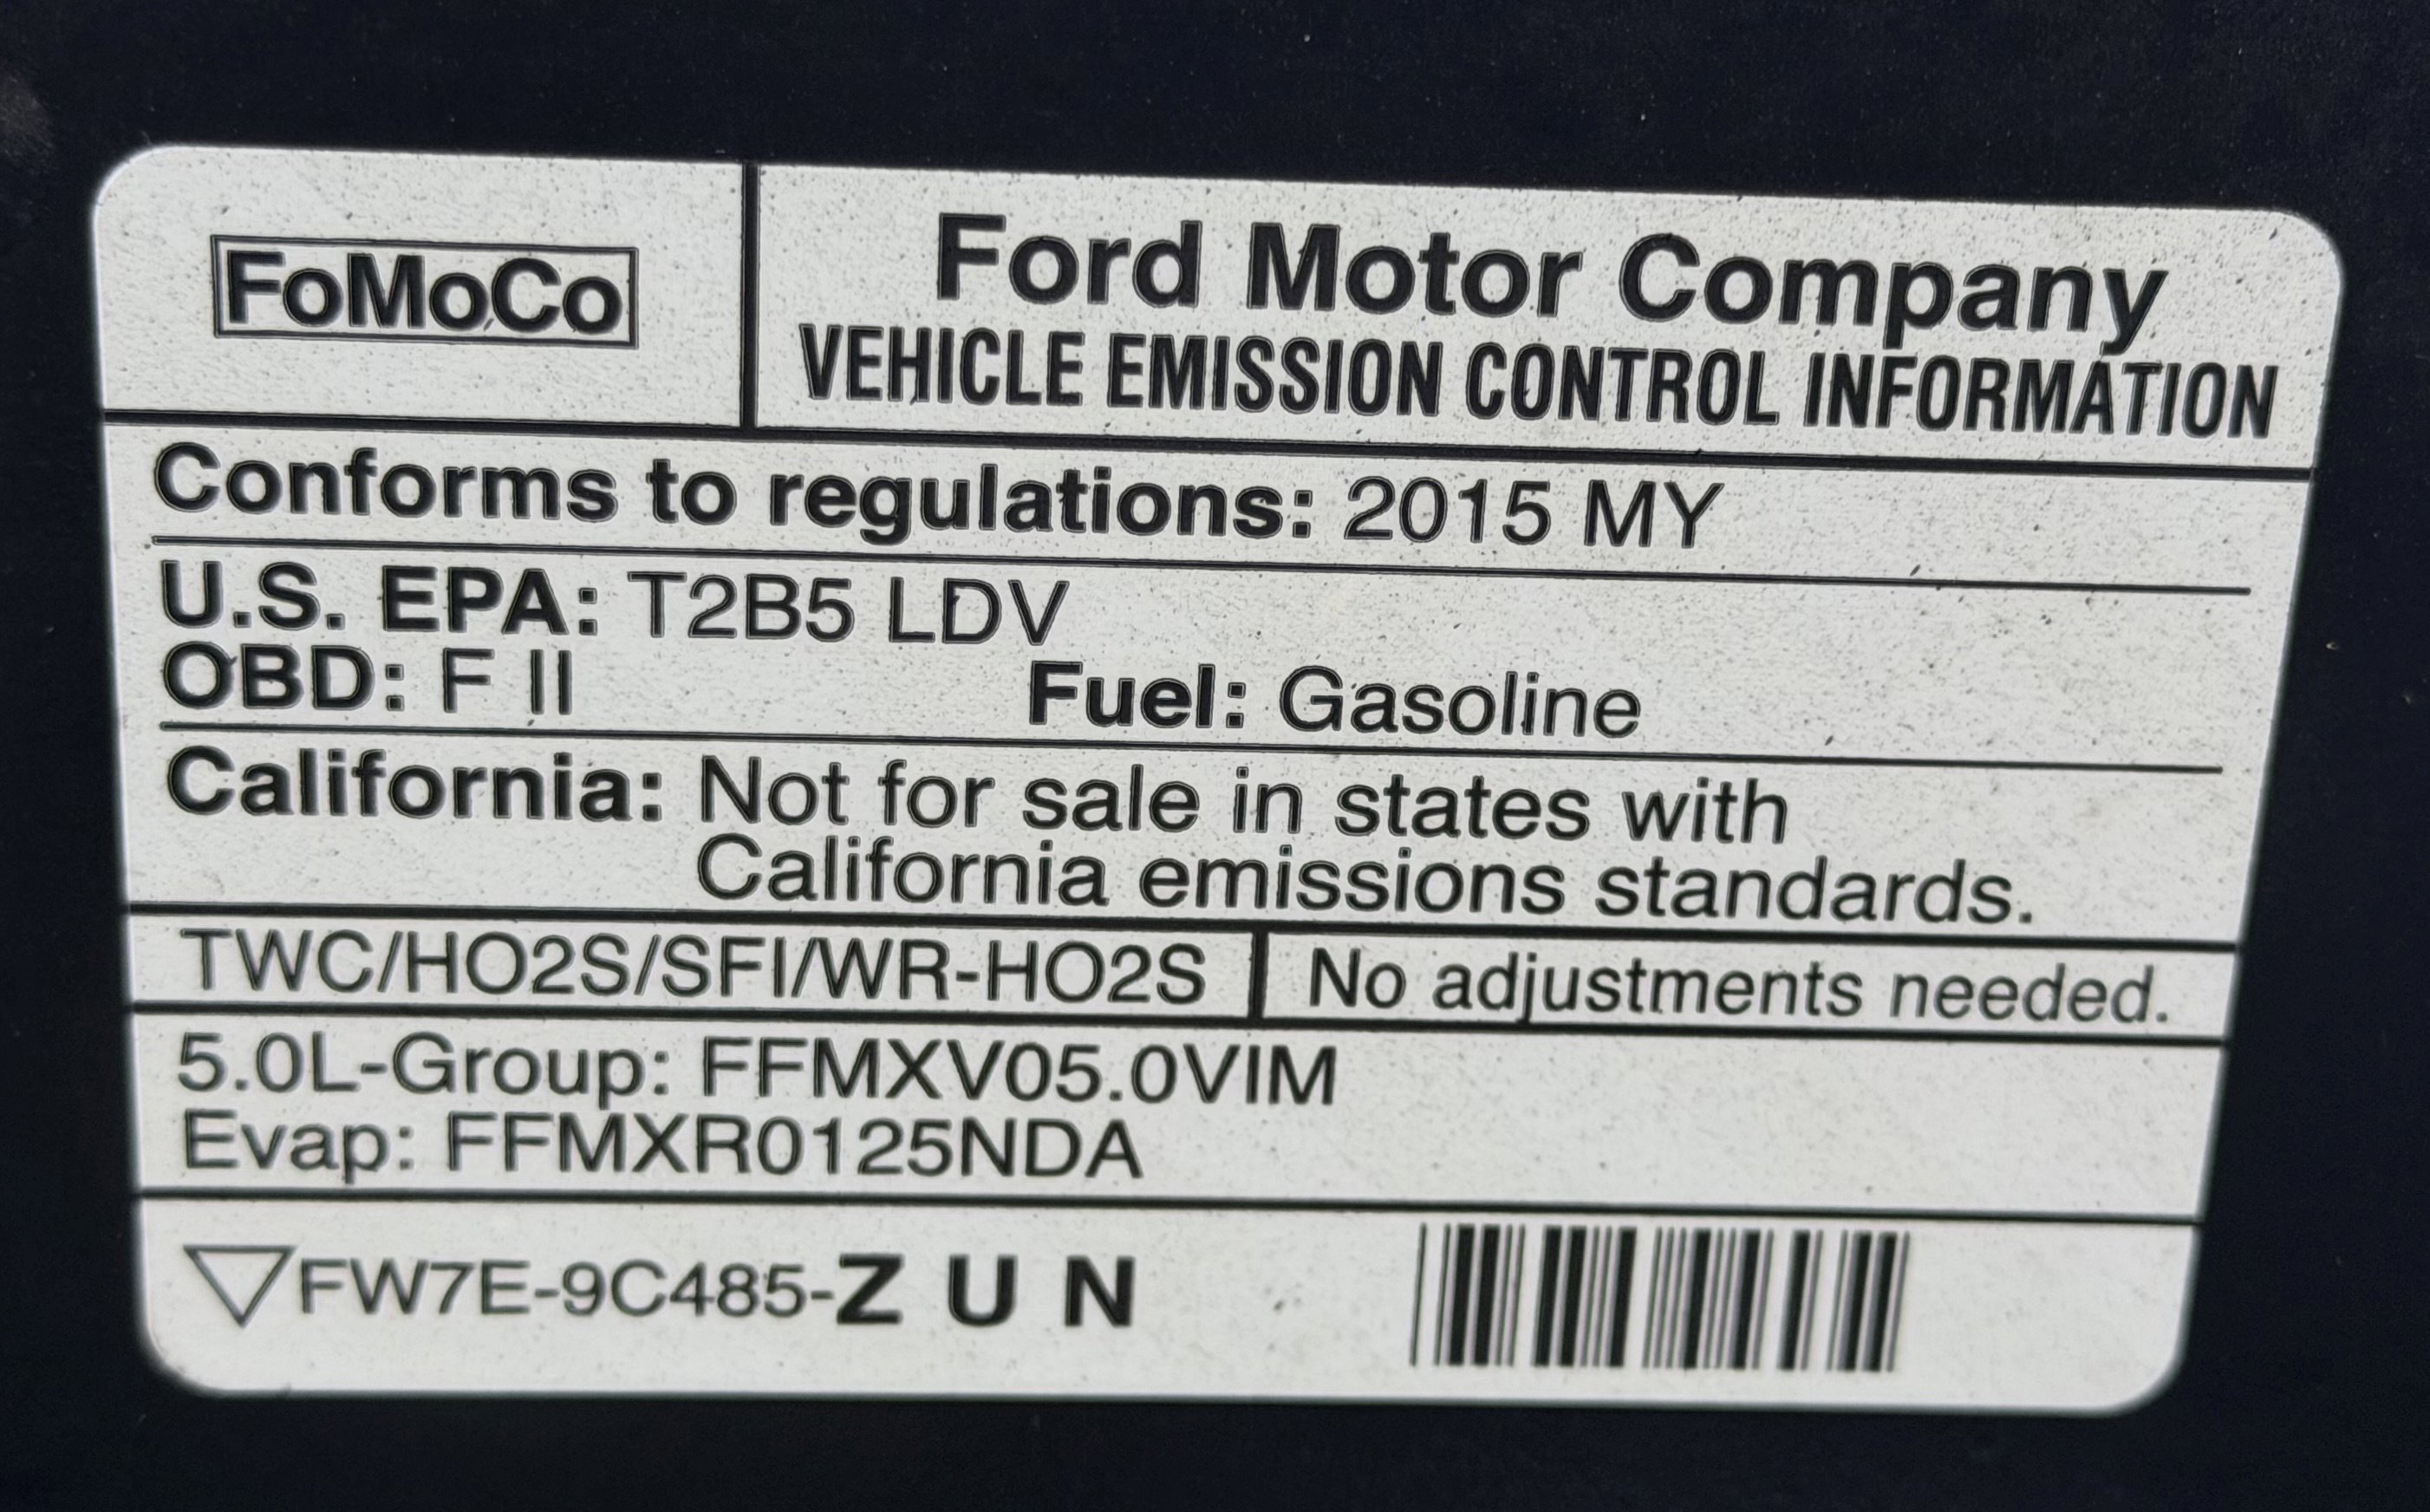 FoMoCo
Ford Motor Company
VEHICLE EMISSION CONTROL INFORMATION
Conforms to regulations: 2015 MY
U.S. EPA: T2B5 LDV
OBD: F II Fuel: Gasoline
California: Not for sale in states with
California emissions standards.
TWC/HO2S/SFI/WR-HO2S No adjustments needed.
5.0L-Group: FFMXV05.0VIM
Evap: FFMXR0125NDA
FW7E-9C485-Z U N